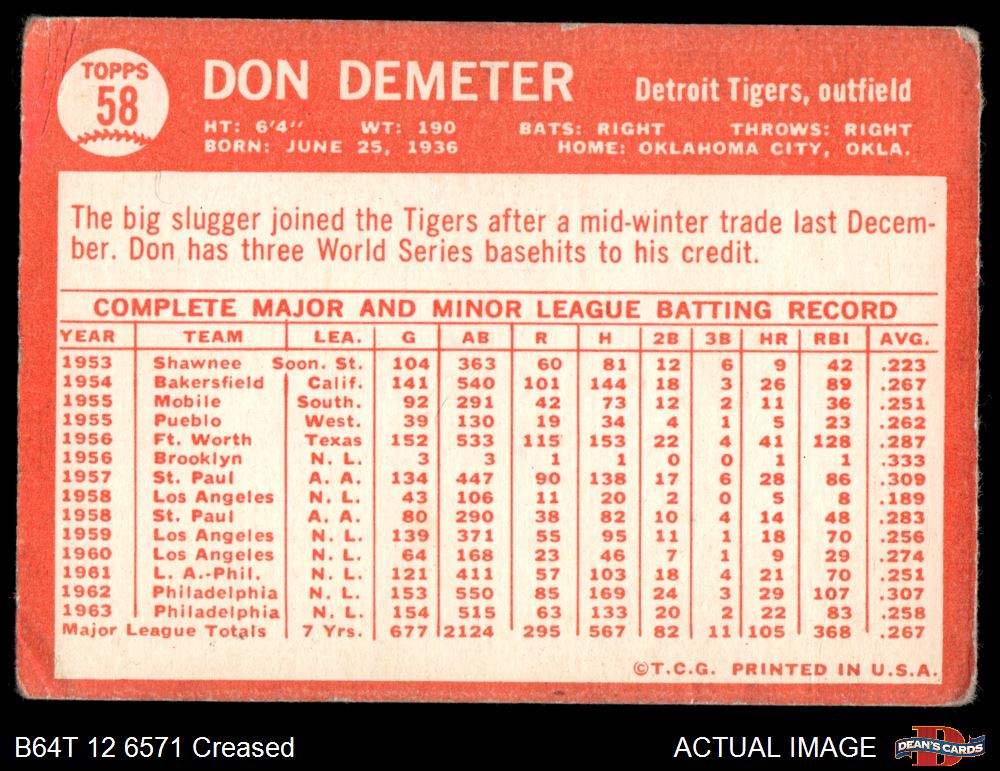 TOPPS
58
DON DEMETER Detroit Tigers, outfield
HT: 6'4" WT: 190 BATS: RIGHT THROWS: RIGHT
BORN: JUNE 25, 1936 HOME: OKLAHOMA CITY, OKLA.
The big slugger joined the Tigers after a mid-winter trade last Decem-
ber. Don has three World Series basehits to his credit.
COMPLETE MAJOR AND MINOR LEAGUE BATTING RECORD
YEAR TEAM LEA. G AB R H 2B 3B HR RBI AVG.
1953 Shawnee Soon. St. 104 363 60 81 12 6 9 42 .223
1954 Bakersfield Calif. 141 540 101 144 18 3 26 89 .267
1955 Mobile South. 92 291 42 73 12 2 11 36 .251
1955 Pueblo West. 39 130 19 34 4 1 5 23 .262
1956 Ft. Worth Texas 152 533 115 153 22 4 41 128 .287
1956 Brooklyn N. L. 3 3 1 1 0 0 1 1 .333
1957 St. Paul A. A. 134 447 90 138 17 6 28 86 .309
1958 Los Angeles N. L. 43 106 11 20 2 0 5 8 .189
1958 St. Paul A. A. 80 290 38 82 10 4 14 48 .283
1959 Los Angeles N. L. 139 371 55 95 11 1 18 70 .256
1960 Los Angeles N. L. 64 168 23 46 7 1 9 29 .274
1961 L. A.-Phil. N. L. 121 411 57 103 18 4 21 70 .251
1962 Philadelphia N. L. 153 550 85 169 24 3 29 107 .307
1963 Philadelphia N. L. 154 515 63 133 20 2 22 83 .258
Major League Totals 7 Yrs. 677 2124 295 567 82 11 105 368 .267
©T.C.G. PRINTED IN U.S.A.
B64T 12 6571 Creased ACTUAL IMAGE DEAN'S CARDS